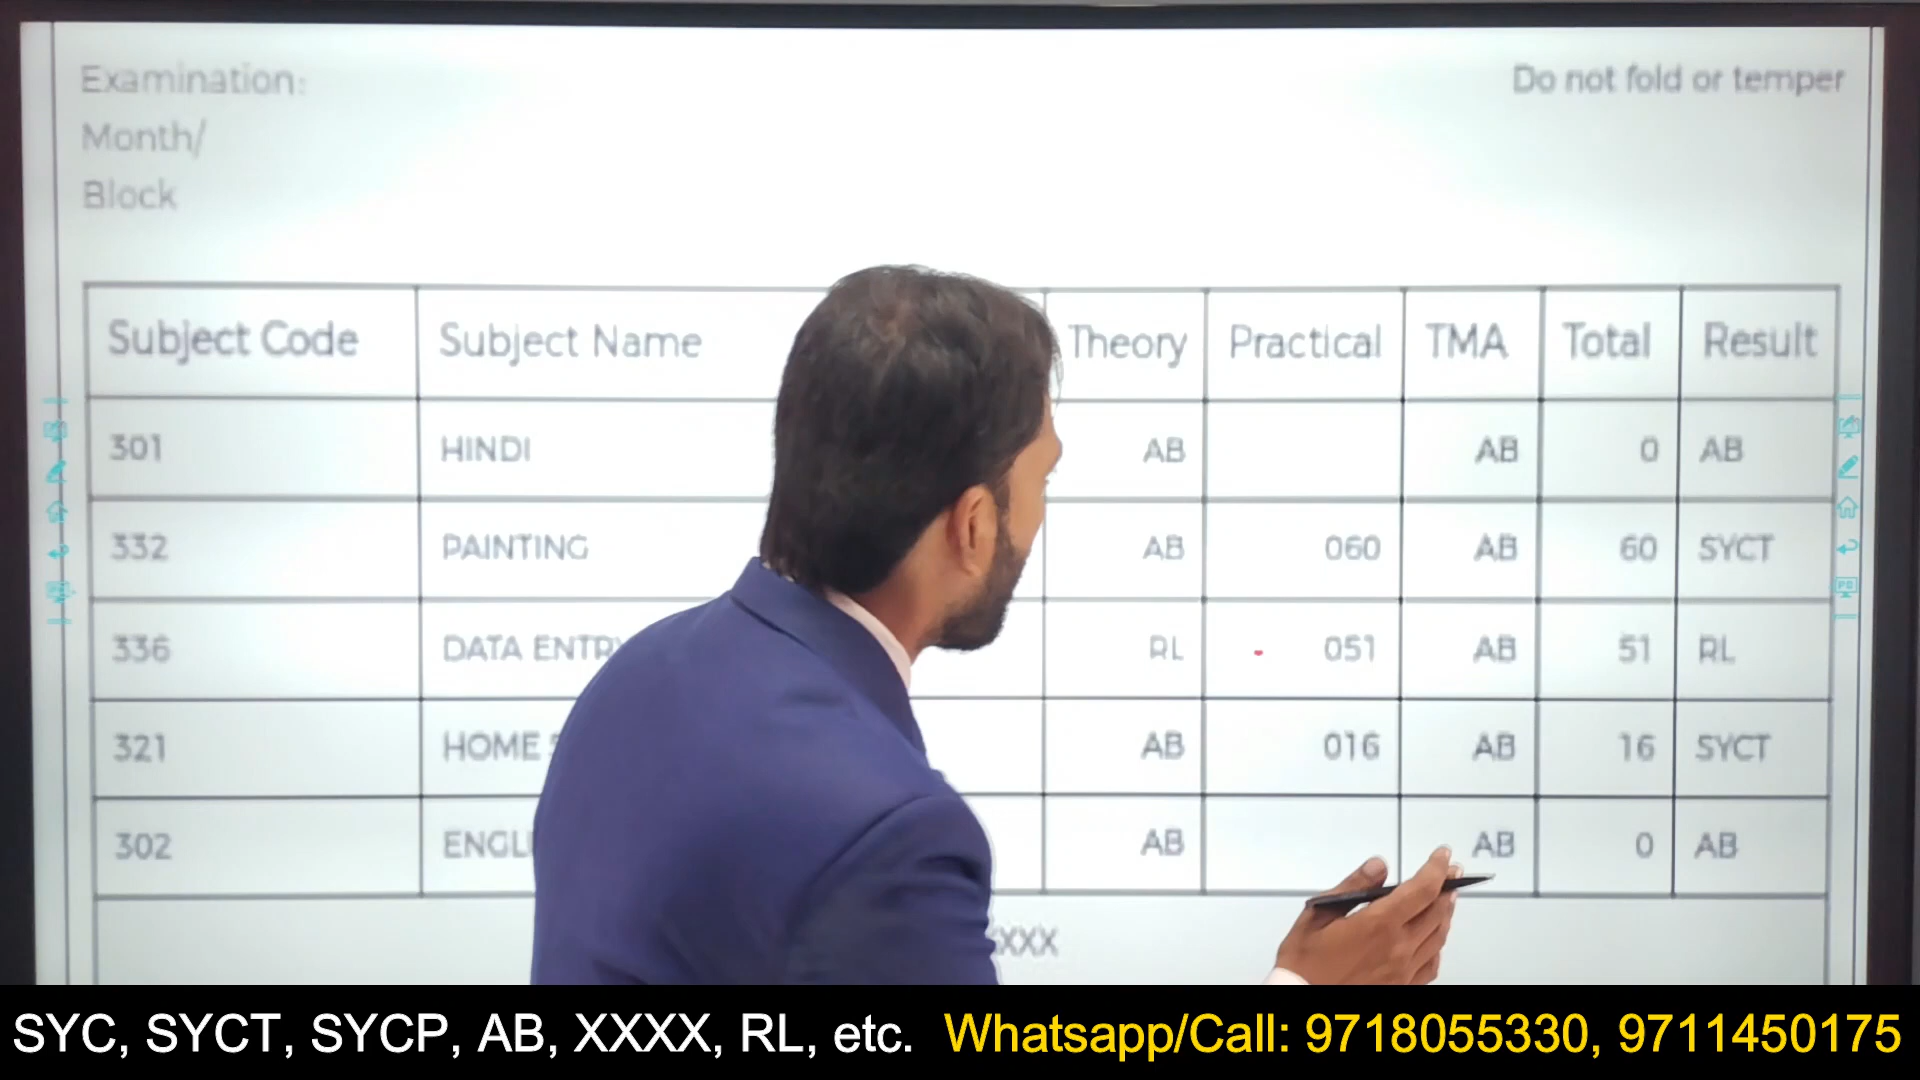 Examination:
Do not fold or temper
Month/
Block
Subject Code Subject Name Theory Practical TMA Total Result
301 HINDI AB AB 0 AB
332 PAINTING AB 060 AB 60 SYCT
336 DATA RL 051 AB 51 RL
321 HOME AB 016 AB 16 SYCT
302 AB AB 0 AB
SYC, SYCT, SYCP, AB, XXXX, RL, etc. Whatsapp/Call: 9718055330, 9711450175